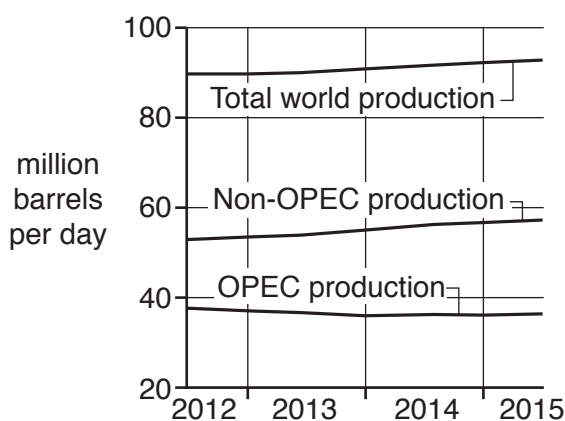 100
Total world production
80
million
barrels
per day
Non-OPEC production
60
OPEC production
40
20
2012 2013 2014 2015